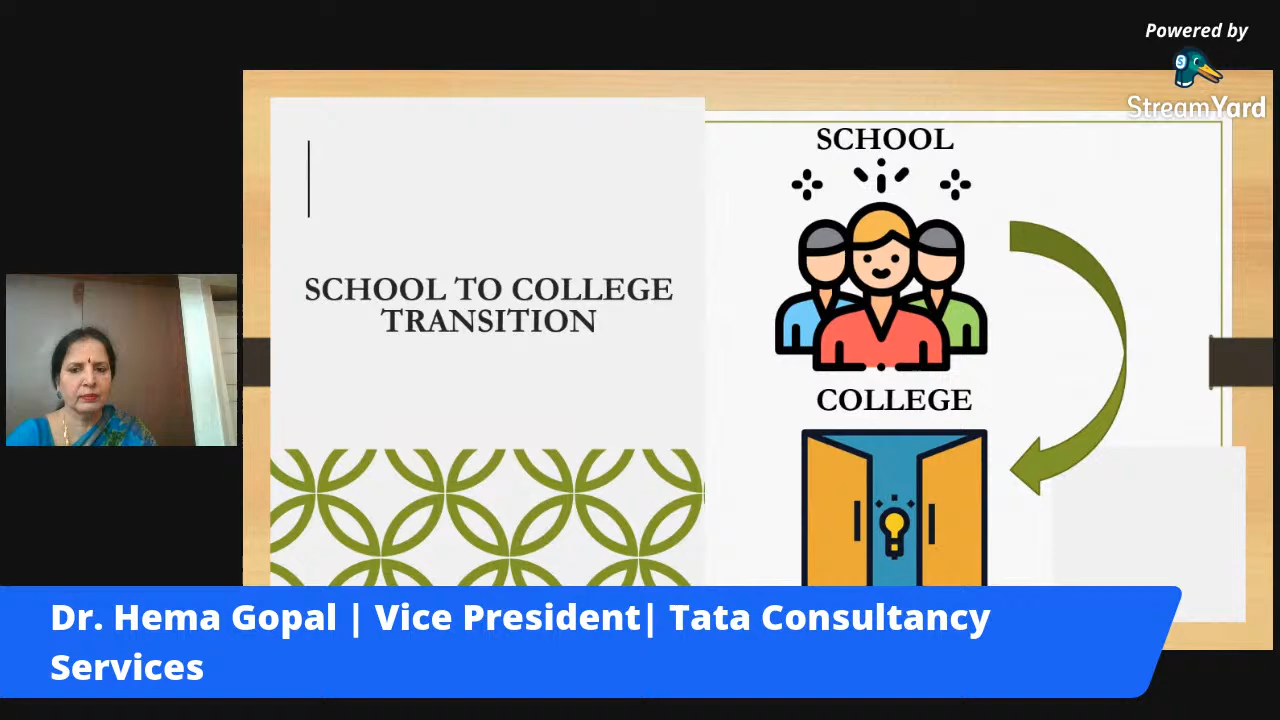 Powered by
StreamYard
SCHOOL
SCHOOL TO COLLEGE
TRANSITION
COLLEGE
Dr. Hema Gopal | Vice President| Tata Consultancy
Services